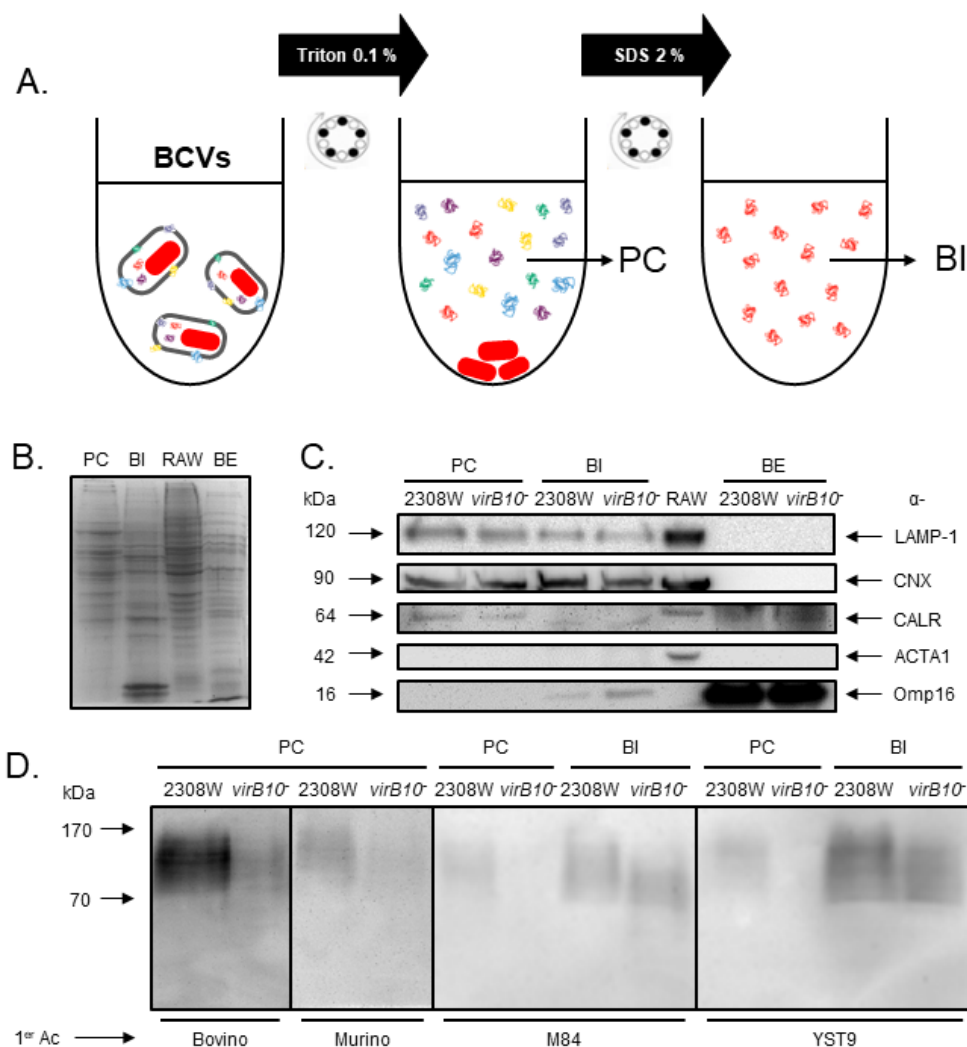 Triton 0.1 %
SDS 2 %
A.
BCVs
PC
BI
B.
PC BI RAW BE
C.
PC BI BE
kDa 2308W virB10- 2308W virB10- RAW 2308W virB10- α-
120 LAMP-1
90 CNX
64 CALR
42 ACTA1
16 Omp16
D.
PC PC BI PC BI
kDa 2308W virB10- 2308W virB10- 2308W virB10- 2308W virB10- 2308W virB10- 2308W virB10-
170
70
1er Ac Bovino Murino M84 YST9